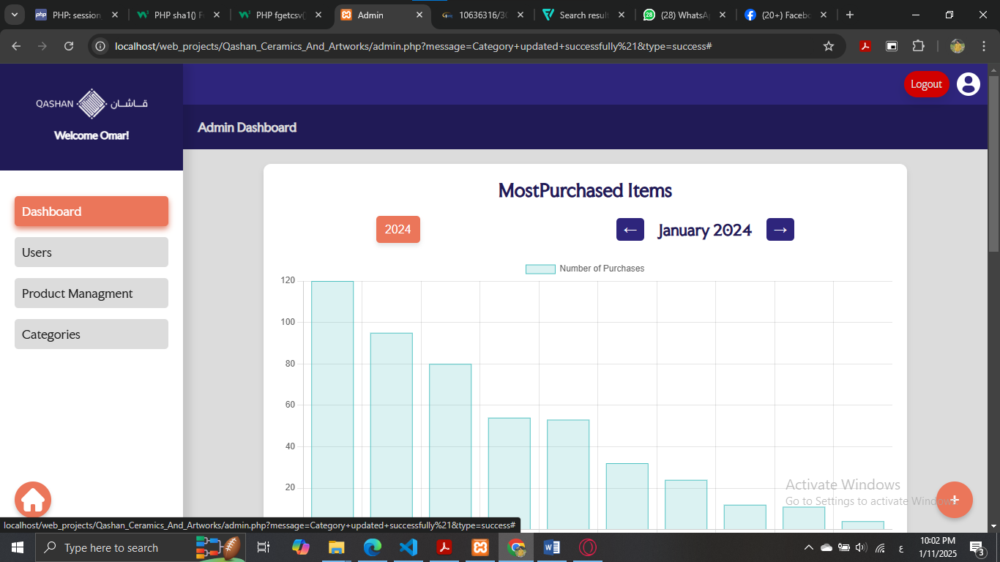 PHP: session
PHP sha1() F
PHP fgetcsv(
Admin
10636316/30
Search result
(28) WhatsA
(20+) Facebo
localhost/web_projects/Qashan_Ceramics_And_Artworks/admin.php?message=Category+updated+successfully%21&type=success#
QASHAN قـاشـان
Welcome Omar!
Logout
Admin Dashboard
Dashboard
Users
Product Managment
Categories
MostPurchased Items
2024
← January 2024 →
Number of Purchases
120
100
80
60
40
20
+
Activate Windows
Go to Settings to activate Windows.
localhost/web_projects/Qashan_Ceramics_And_Artworks/admin.php?message=Category+updated+successfully%21&type=success#
Type here to search
ع
10:02 PM
1/11/2025
3